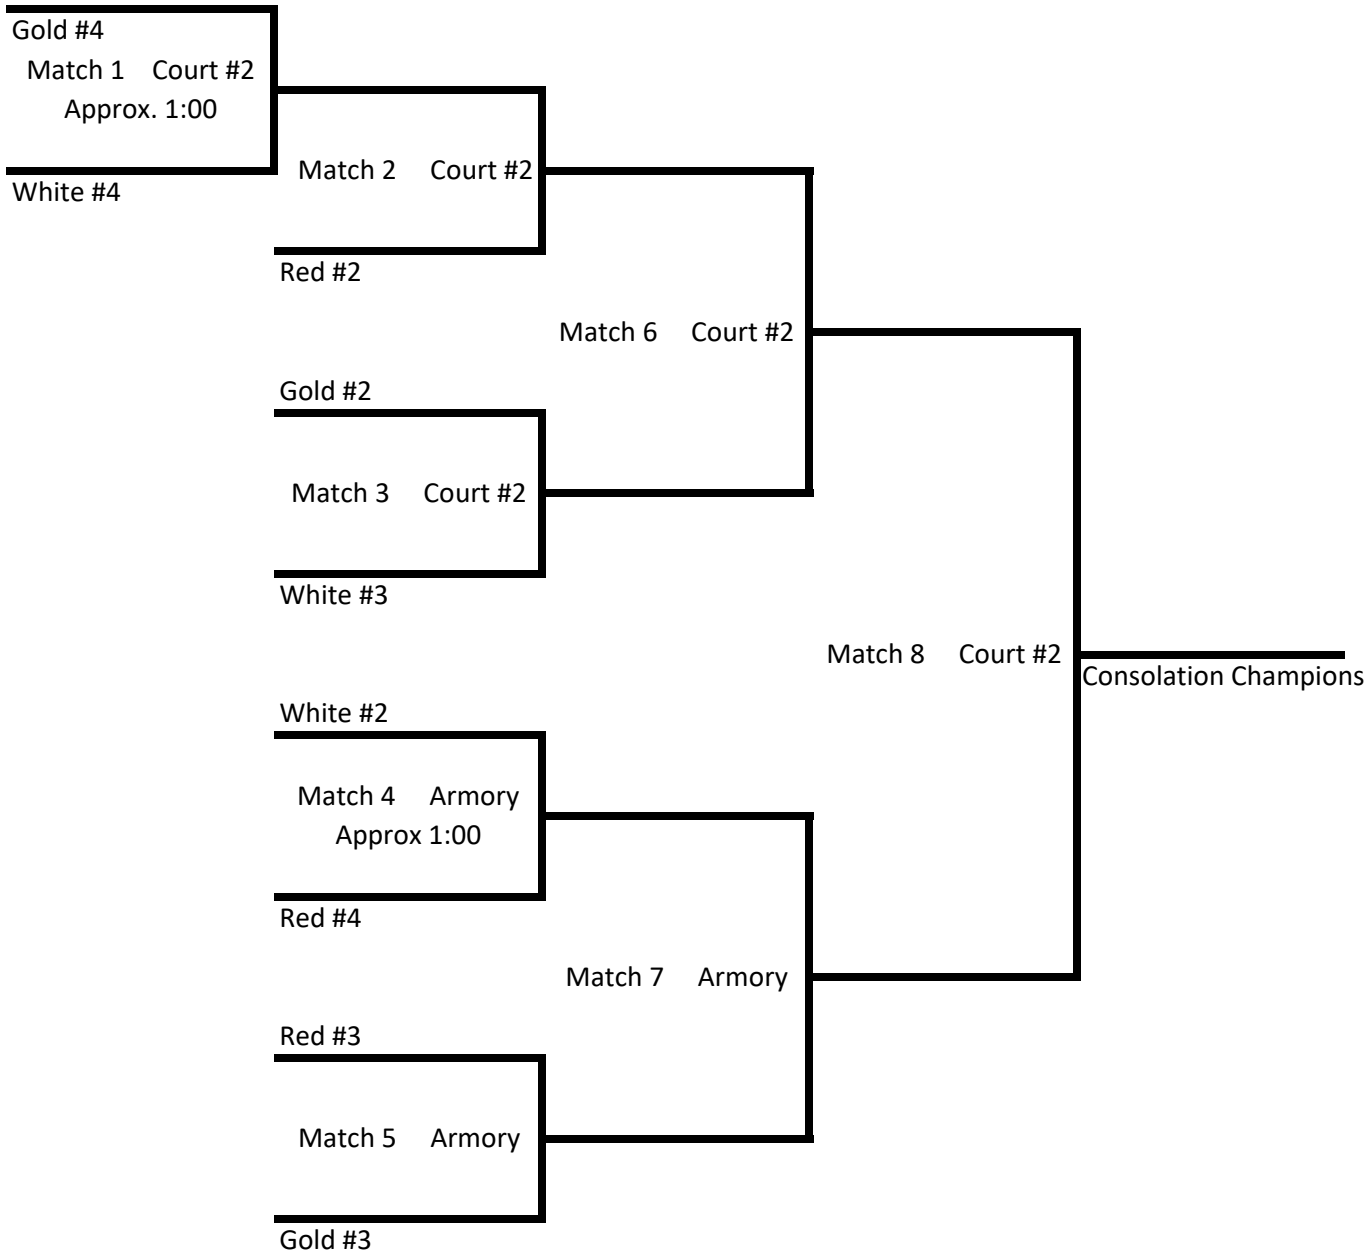 Gold #4
Match 1 Court #2
Approx. 1:00
White #4
Match 2 Court #2
Red #2
Match 6 Court #2
Gold #2
Match 3 Court #2
White #3
Match 8 Court #2
Consolation Champions
White #2
Match 4 Armory
Approx 1:00
Red #4
Match 7 Armory
Red #3
Match 5 Armory
Gold #3